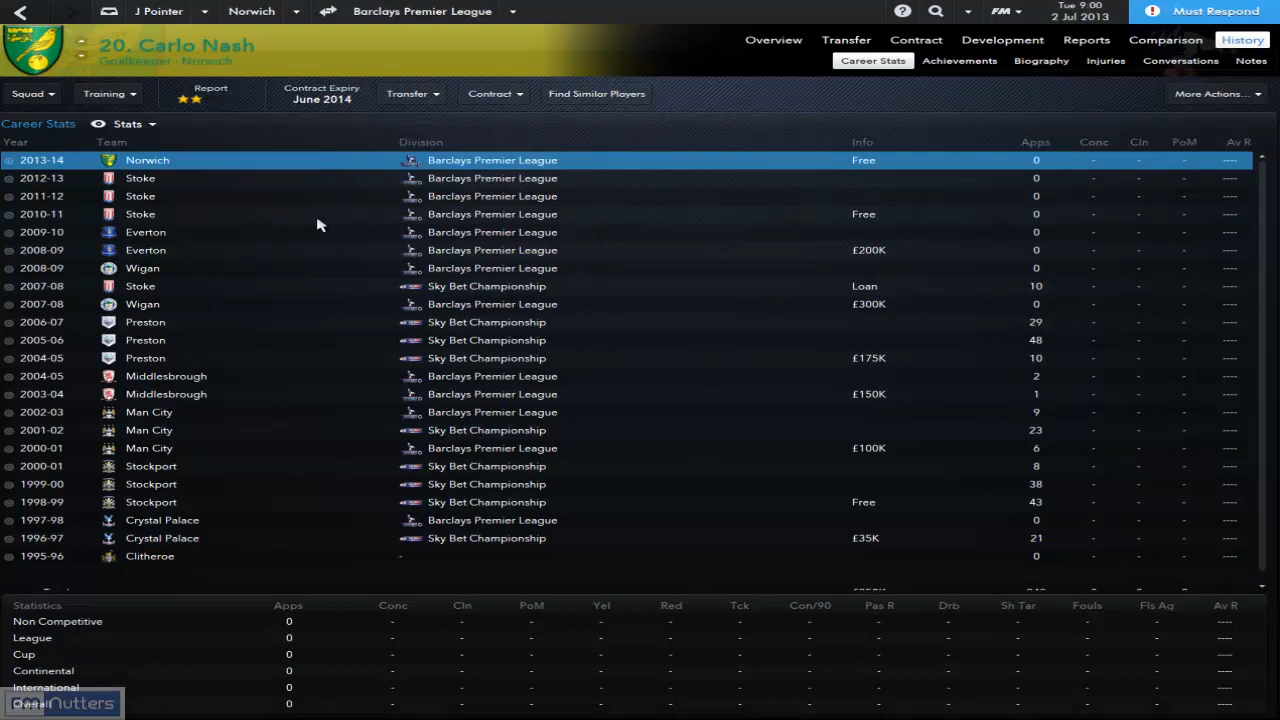 J Pointer Norwich Barclays Premier League FM Tue 9:00 2 Jul 2013 Must Respond
20. Carlo Nash
Goalkeeper - Norwich
Overview Transfer Contract Development Reports Comparison History
Career Stats Achievements Biography Injuries Conversations Notes
Squad Training Report Contract Expiry June 2014 Transfer Contract Find Similar Players More Actions...
Career Stats Stats
Year Team Division Info Apps Conc Cln PoM Av R
2013-14 Norwich Barclays Premier League Free 0 - - - ----
2012-13 Stoke Barclays Premier League 0 - - - ----
2011-12 Stoke Barclays Premier League 0 - - - ----
2010-11 Stoke Barclays Premier League Free 0 - - - ----
2009-10 Everton Barclays Premier League 0 - - - ----
2008-09 Everton Barclays Premier League £200K 0 - - - ----
2008-09 Wigan Barclays Premier League 0 - - - ----
2007-08 Stoke Sky Bet Championship Loan 10 - - - ----
2007-08 Wigan Barclays Premier League £300K 0 - - - ----
2006-07 Preston Sky Bet Championship 29 - - - ----
2005-06 Preston Sky Bet Championship 48 - - - ----
2004-05 Preston Sky Bet Championship £175K 10 - - - ----
2004-05 Middlesbrough Barclays Premier League 2 - - - ----
2003-04 Middlesbrough Barclays Premier League £150K 1 - - - ----
2002-03 Man City Barclays Premier League 9 - - - ----
2001-02 Man City Sky Bet Championship 23 - - - ----
2000-01 Man City Barclays Premier League £100K 6 - - - ----
2000-01 Stockport Sky Bet Championship 8 - - - ----
1999-00 Stockport Sky Bet Championship 38 - - - ----
1998-99 Stockport Sky Bet Championship Free 43 - - - ----
1997-98 Crystal Palace Barclays Premier League 0 - - - ----
1996-97 Crystal Palace Sky Bet Championship £35K 21 - - - ----
1995-96 Clitheroe - 0 - - - ----
Statistics Apps Conc Cln PoM Yel Red Tck Con/90 Pas R Drb Sh Tar Fouls Fls Ag Av R
Non Competitive 0 - - - - - - - - - - - - ----
League 0 - - - - - - - - - - - - ----
Cup 0 - - - - - - - - - - - - ----
Continental 0 - - - - - - - - - - - - ----
International 0 - - - - - - - - - - - - ----
Overall 0 - - - - - - - - - - - - ----
FM Nutters